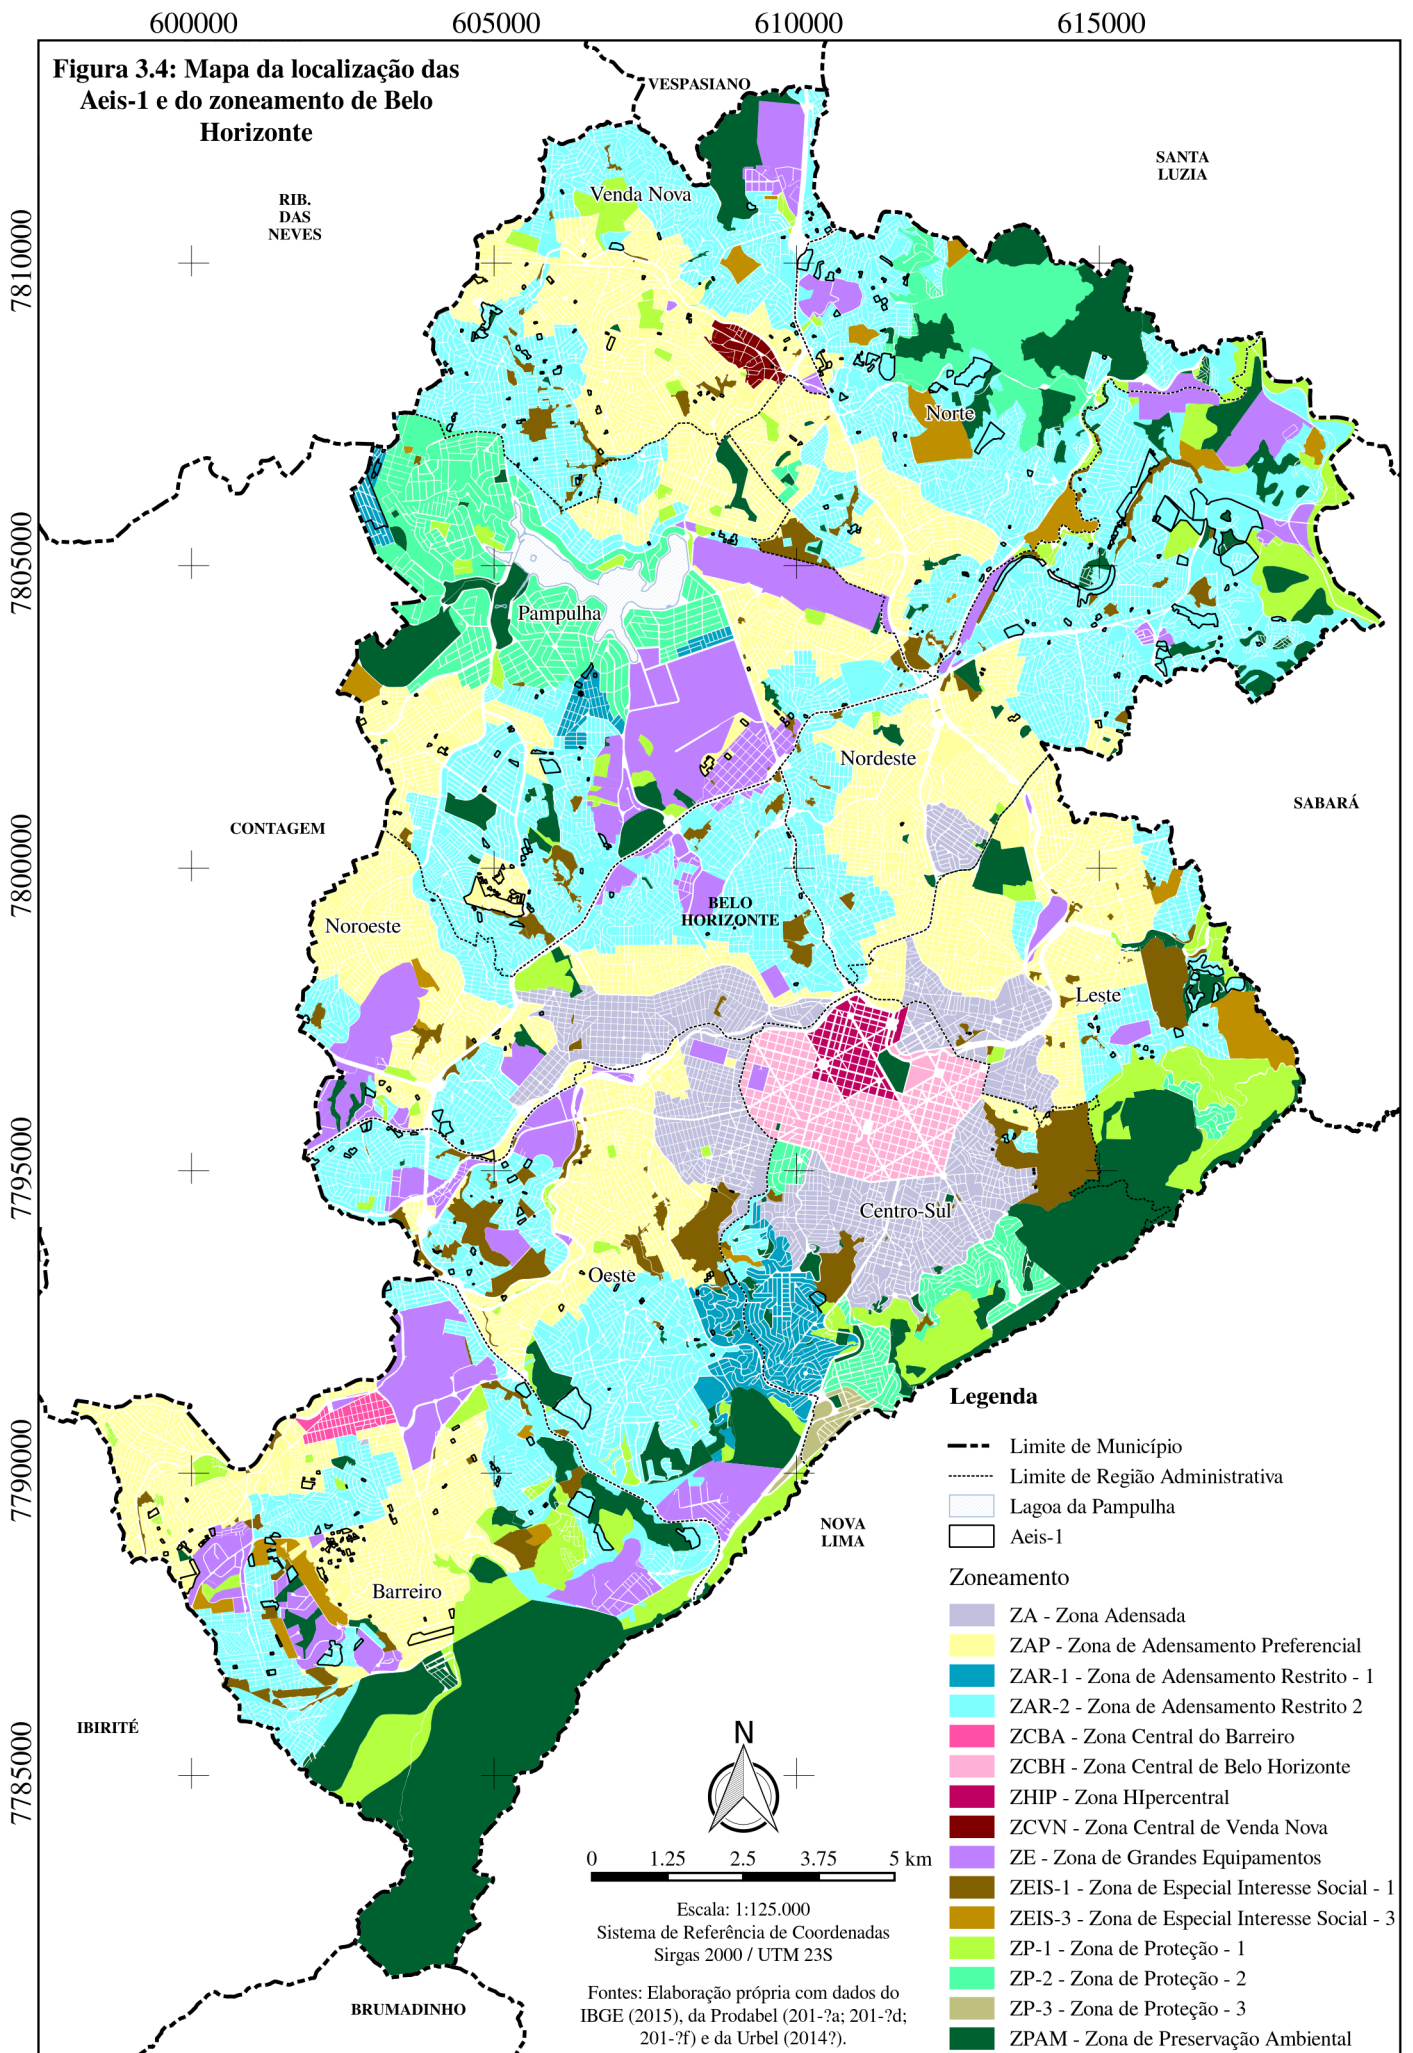 600000 605000 610000 615000
Figura 3.4: Mapa da localização das
Aeis-1 e do zoneamento de Belo
Horizonte
VESPASIANO
SANTA
LUZIA
RIB.
DAS
NEVES
Venda Nova
7810000
Norte
7805000
Pampulha
Nordeste
SABARÁ
CONTAGEM
7800000
BELO
HORIZONTE
Noroeste
Leste
7795000
Centro-Sul
Oeste
7790000
NOVA
LIMA
Barreiro
IBIRITÉ
7785000
BRUMADINHO
Legenda
Limite de Município
Limite de Região Administrativa
Lagoa da Pampulha
Aeis-1
Zoneamento
ZA - Zona Adensada
ZAP - Zona de Adensamento Preferencial
ZAR-1 - Zona de Adensamento Restrito - 1
ZAR-2 - Zona de Adensamento Restrito 2
ZCBA - Zona Central do Barreiro
ZCBH - Zona Central de Belo Horizonte
ZHIP - Zona HIpercentral
ZCVN - Zona Central de Venda Nova
ZE - Zona de Grandes Equipamentos
ZEIS-1 - Zona de Especial Interesse Social - 1
ZEIS-3 - Zona de Especial Interesse Social - 3
ZP-1 - Zona de Proteção - 1
ZP-2 - Zona de Proteção - 2
ZP-3 - Zona de Proteção - 3
ZPAM - Zona de Preservação Ambiental
N
0 1.25 2.5 3.75 5 km
Escala: 1:125.000
Sistema de Referência de Coordenadas
Sirgas 2000 / UTM 23S
Fontes: Elaboração própria com dados do
IBGE (2015), da Prodabel (201-?a; 201-?d;
201-?f) e da Urbel (2014?).